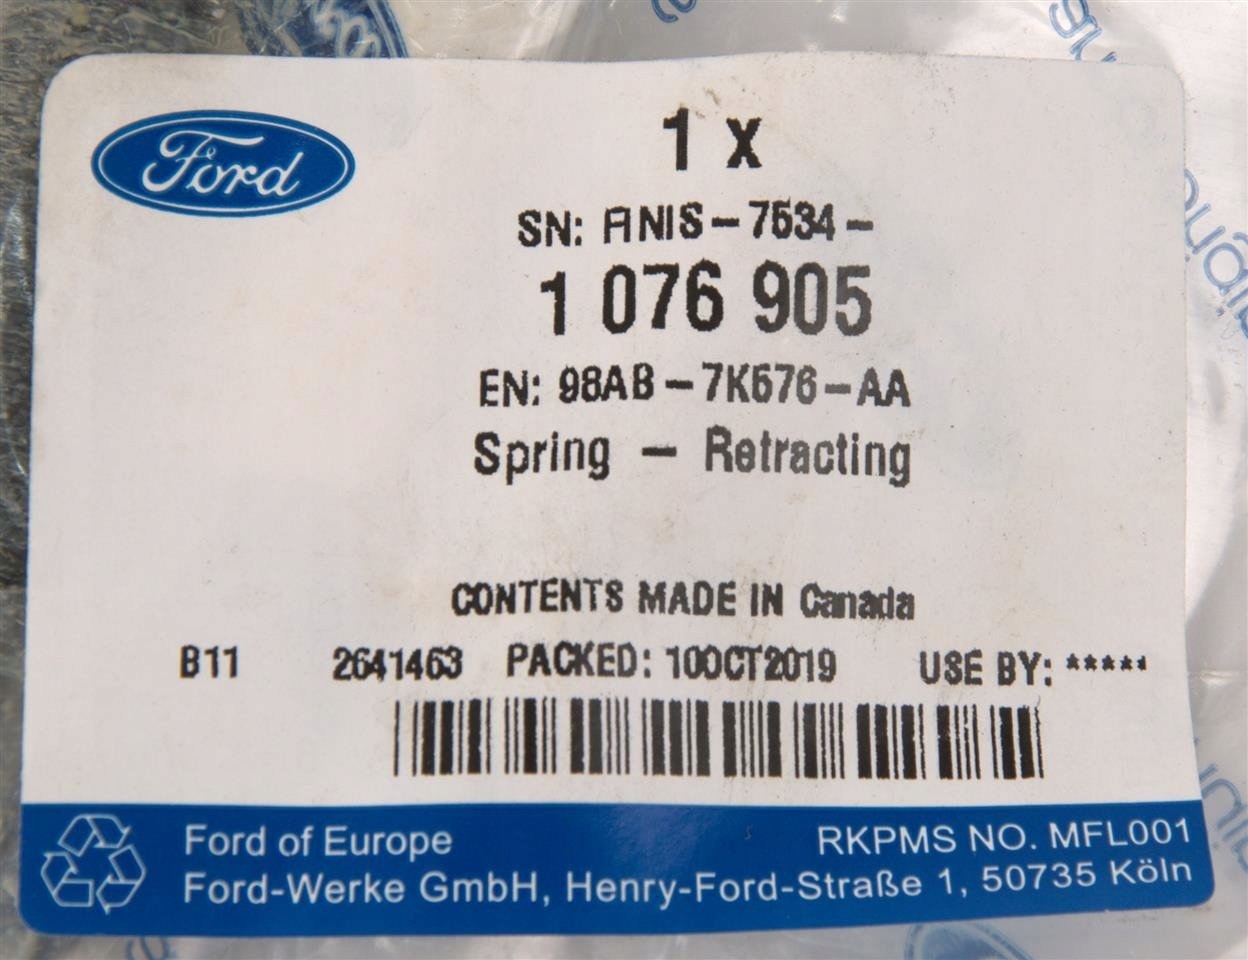 Ford
1 x
SN: FINIS-7534-
1 076 905
EN: 98AB-7K576-AA
Spring - Retracting
CONTENTS MADE IN Canada
B11 2641463 PACKED: 10OCT2019 USE BY: *****
Ford of Europe
RKPMS NO. MFL001
Ford-Werke GmbH, Henry-Ford-Straße 1, 50735 Köln